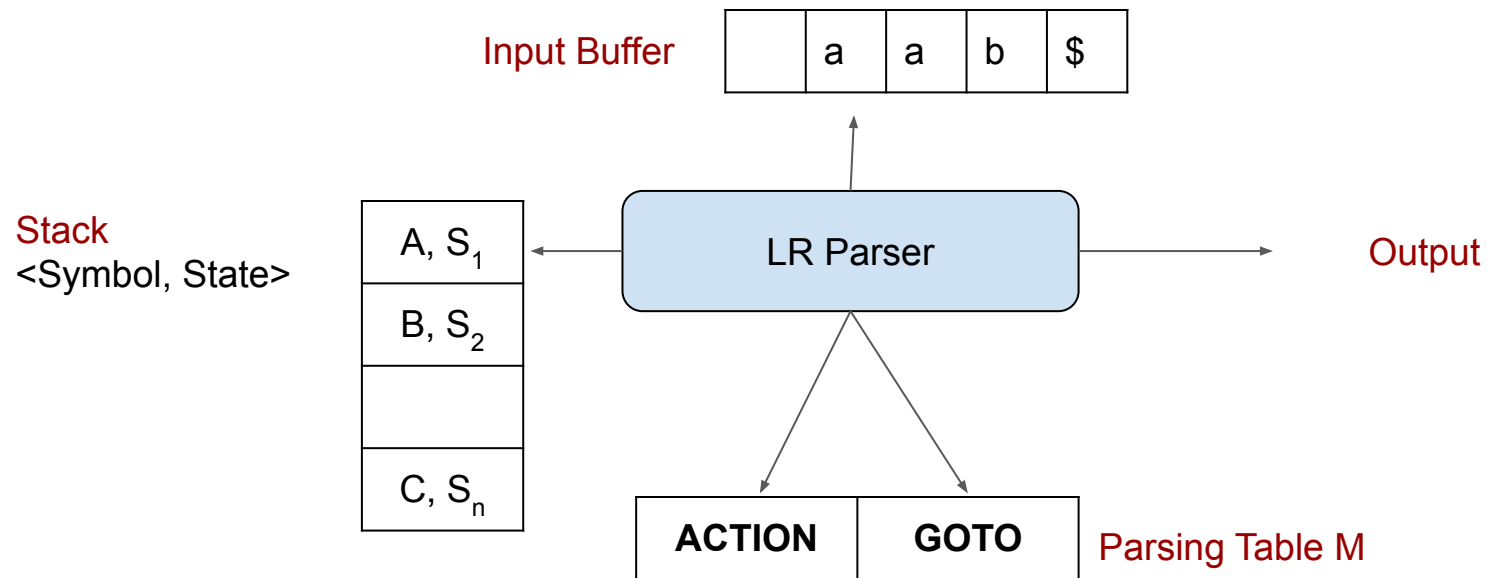 Input Buffer
a a b $
Stack
<Symbol, State>
A, S₁
B, S₂
C, Sₙ
LR Parser
Output
ACTION GOTO
Parsing Table M